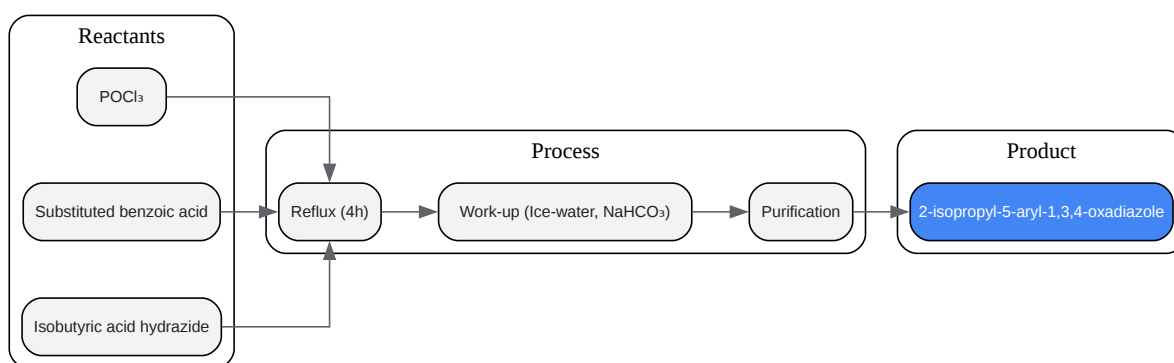 Reactants
POCl₃
Substituted benzoic acid
Isobutyric acid hydrazide
Process
Reflux (4h)
Work-up (Ice-water, NaHCO₃)
Purification
Product
2-isopropyl-5-aryl-1,3,4-oxadiazole